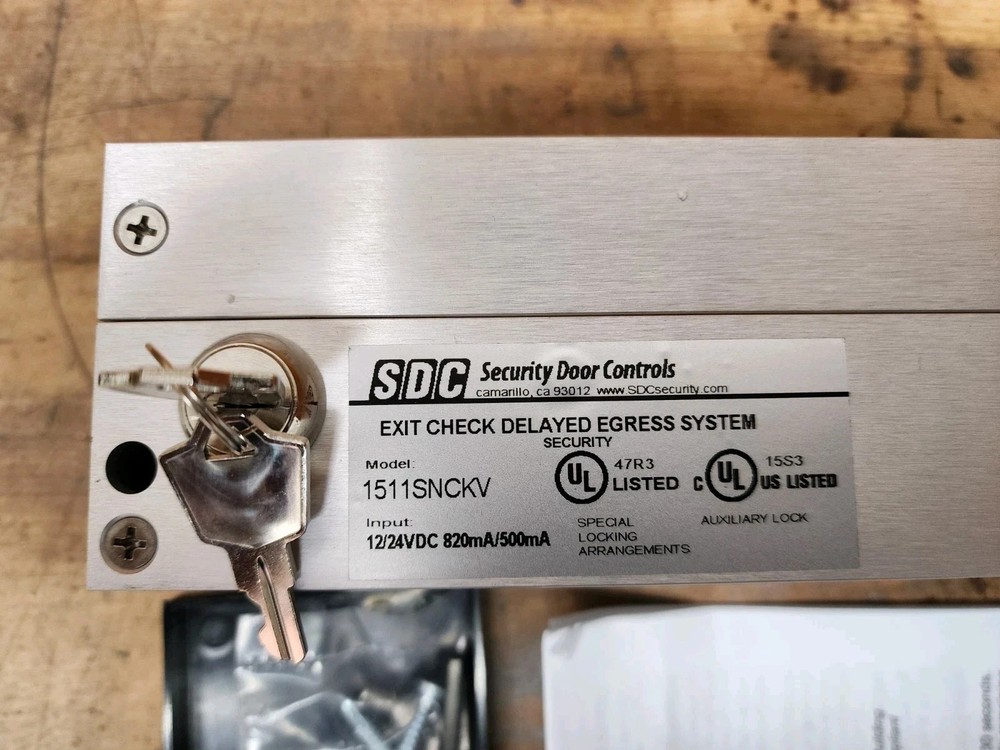 SDC Security Door Controls
camarillo, ca 93012 www.SDCsecurity.com
EXIT CHECK DELAYED EGRESS SYSTEM
SECURITY
Model:
1511SNCKV
Input:
12/24VDC 820mA/500mA
UL 47R3
LISTED
SPECIAL
LOCKING
ARRANGEMENTS
C UL US LISTED
15S3
AUXILIARY LOCK
seconds.